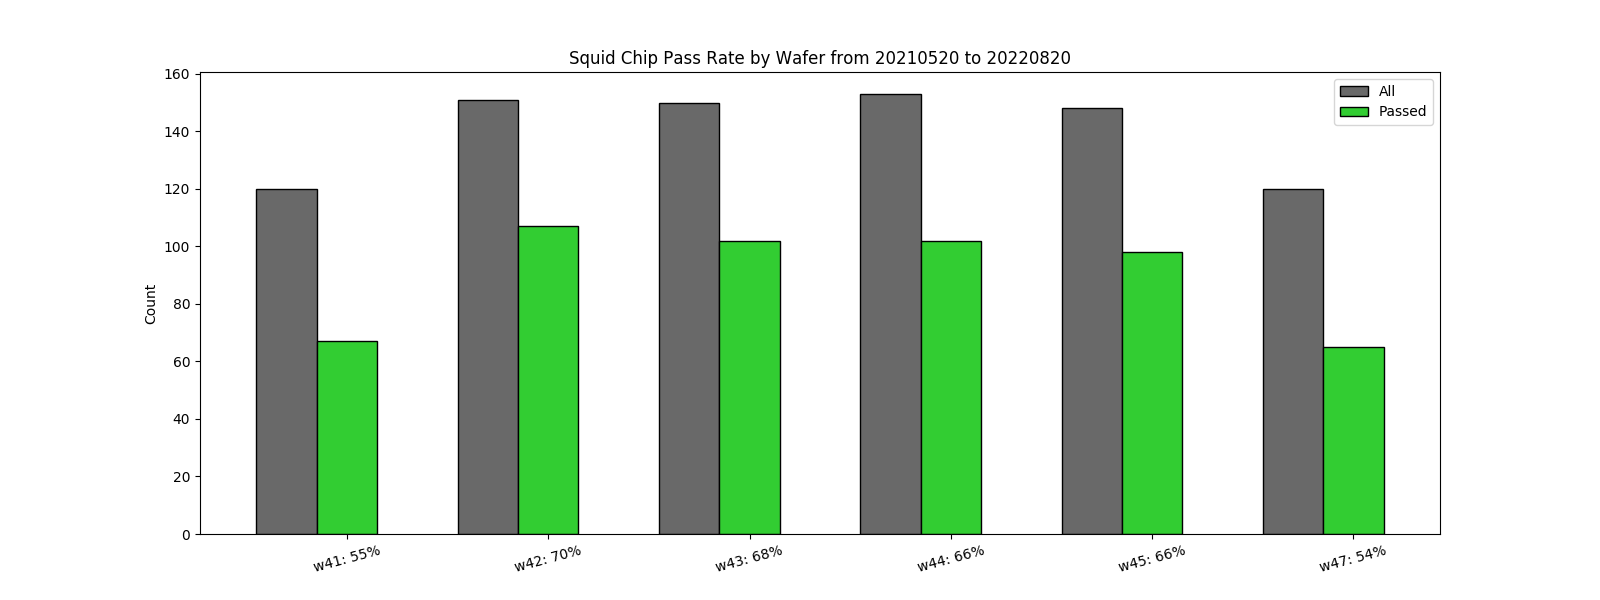 Squid Chip Pass Rate by Wafer from 20210520 to 20220820
160
140
120
100
80
60
40
20
0
Count
All
Passed
w41: 55%
w42: 70%
w43: 68%
w44: 66%
w45: 66%
w47: 54%